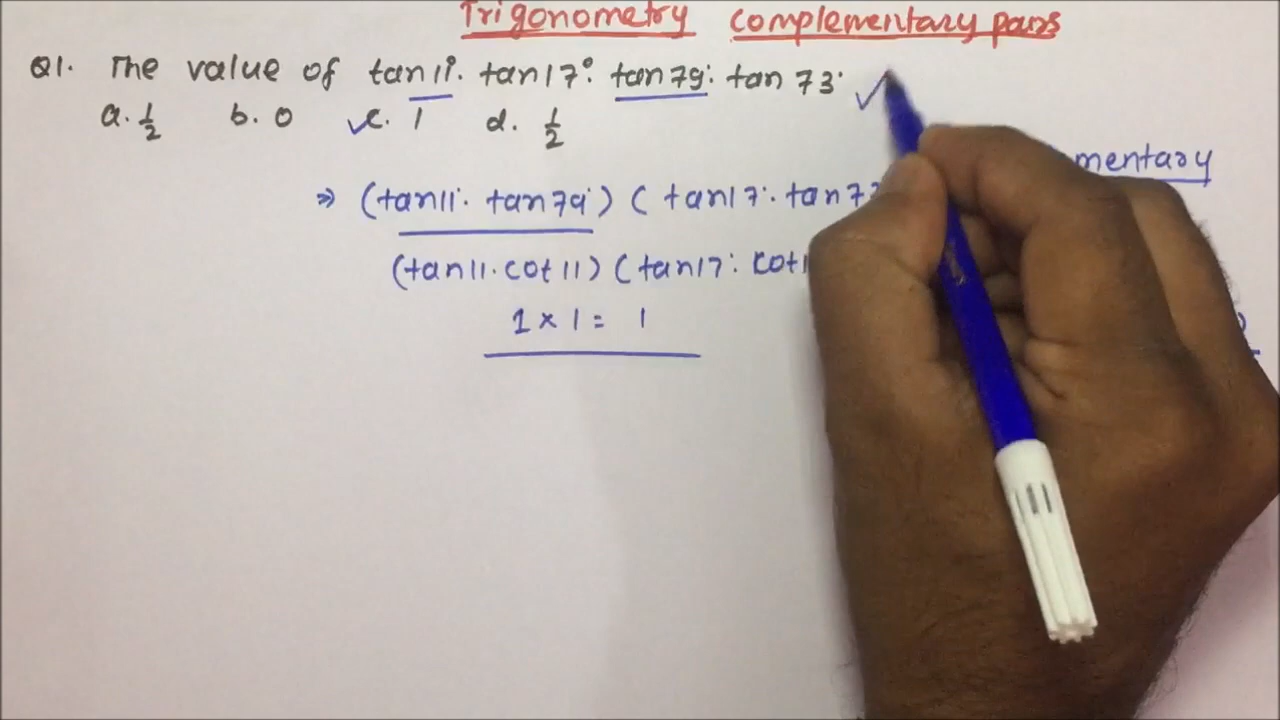 Trigonometry complementary pairs
Q1. The value of tan11°. tan17°. tan79°. tan 73°
a. 1/2 b. 0 c. 1 d. 1/2
mentary
⇒ (tan11°. tan79°) ( tan17°. tan73
(tan11.cot11) (tan17°. cot1
1 × 1 = 1